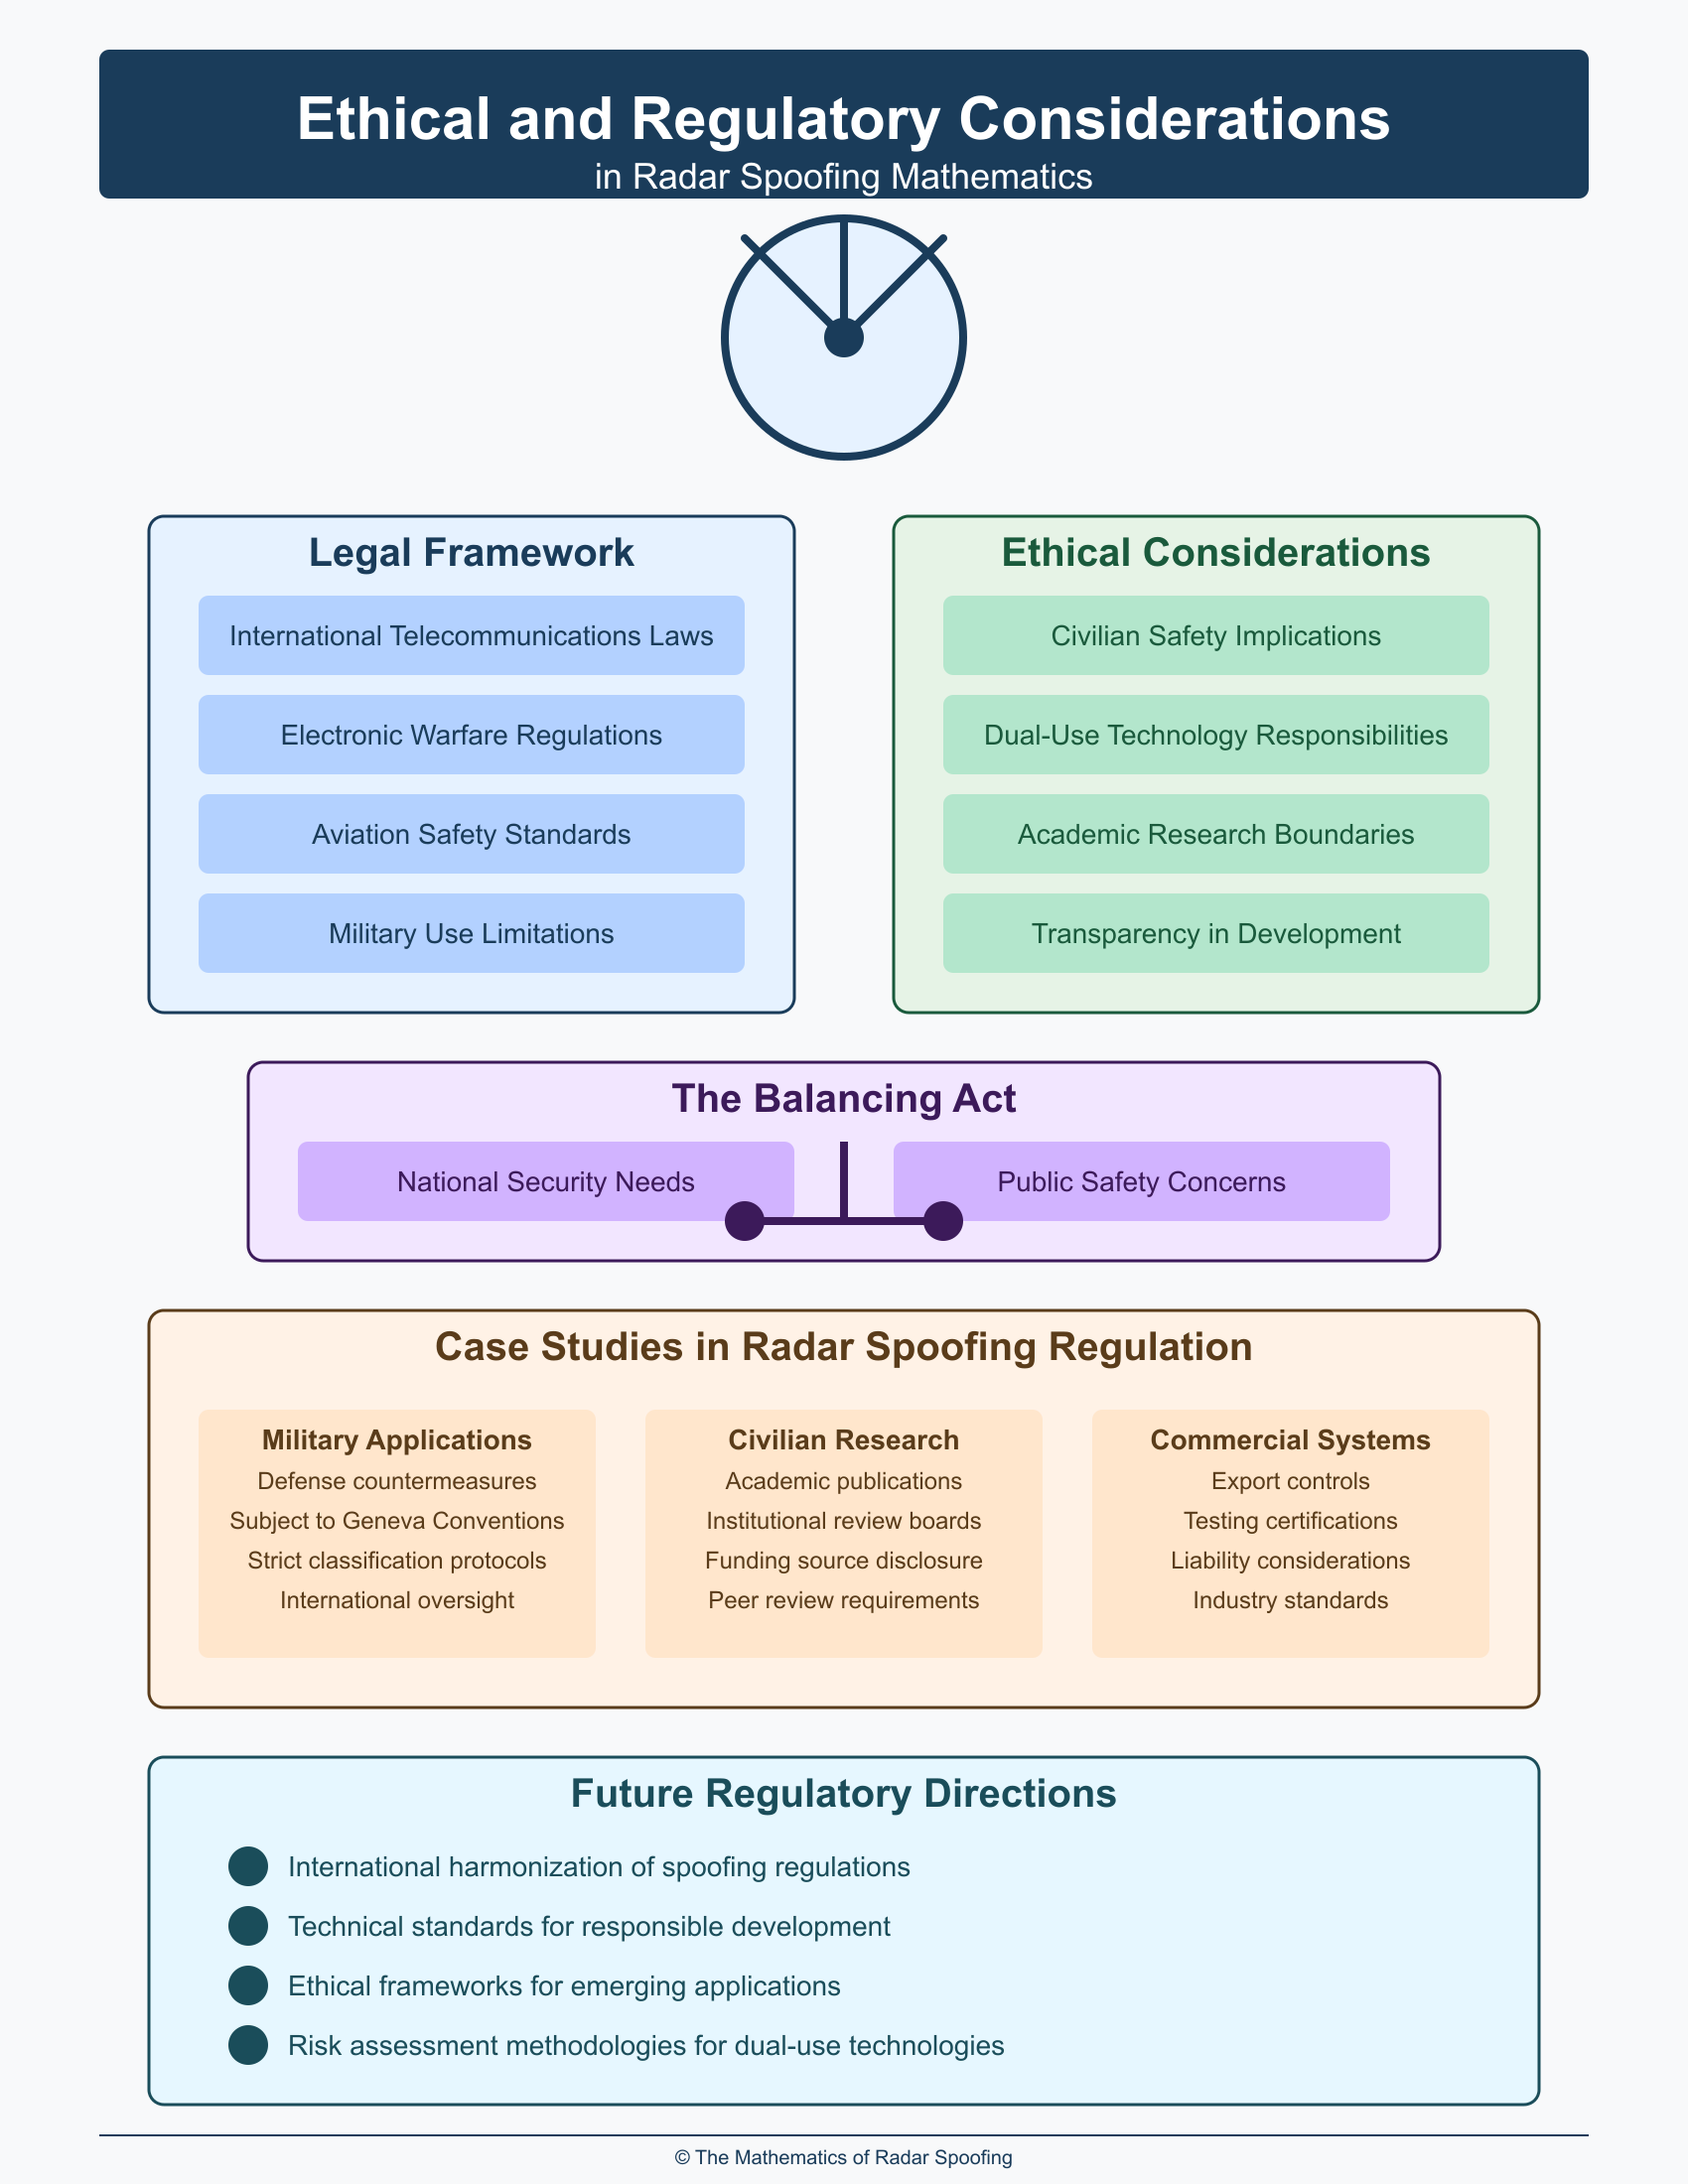 Ethical and Regulatory Considerations
in Radar Spoofing Mathematics
Legal Framework
International Telecommunications Laws
Electronic Warfare Regulations
Aviation Safety Standards
Military Use Limitations
Ethical Considerations
Civilian Safety Implications
Dual-Use Technology Responsibilities
Academic Research Boundaries
Transparency in Development
The Balancing Act
National Security Needs
Public Safety Concerns
Case Studies in Radar Spoofing Regulation
Military Applications
Defense countermeasures
Subject to Geneva Conventions
Strict classification protocols
International oversight
Civilian Research
Academic publications
Institutional review boards
Funding source disclosure
Peer review requirements
Commercial Systems
Export controls
Testing certifications
Liability considerations
Industry standards
Future Regulatory Directions
International harmonization of spoofing regulations
Technical standards for responsible development
Ethical frameworks for emerging applications
Risk assessment methodologies for dual-use technologies
© The Mathematics of Radar Spoofing